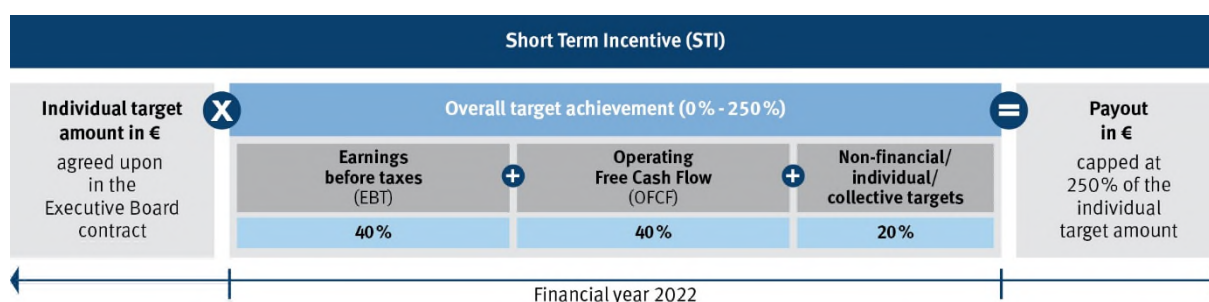 Short Term Incentive (STI)
Individual target
amount in €
agreed upon
in the
Executive Board
contract
X
Overall target achievement (0% - 250%)
Earnings
before taxes
(EBT)
40%
+
Operating
Free Cash Flow
(OFCF)
40%
+
Non-financial/
individual/
collective targets
20%
=
Payout
in €
capped at
250% of the
individual
target amount
Financial year 2022